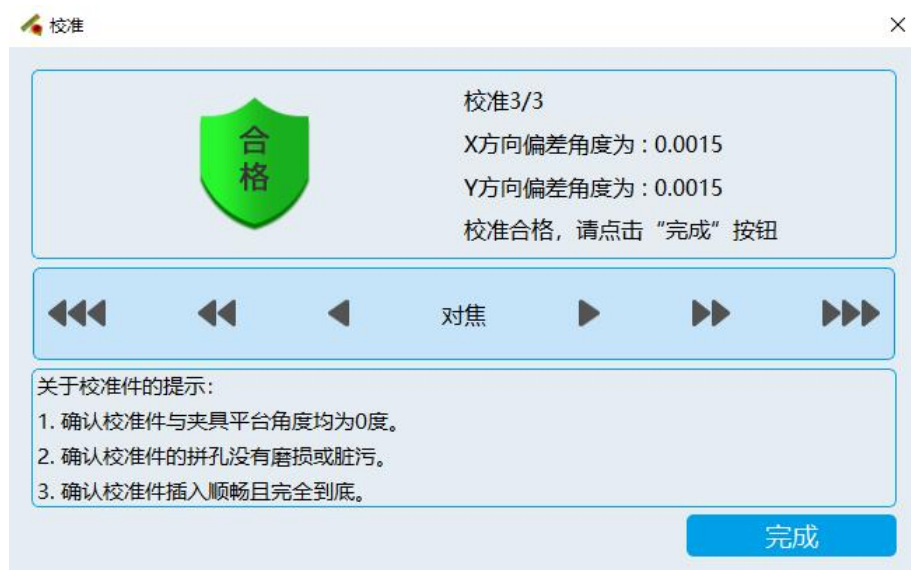 校准
合格
校准3/3
X方向偏差角度为：0.0015
Y方向偏差角度为：0.0015
校准合格，请点击“完成”按钮
对焦
关于校准件的提示：
1. 确认校准件与夹具平台角度均为0度。
2. 确认校准件的拼孔没有磨损或脏污。
3. 确认校准件插入顺畅且完全到底。
完成